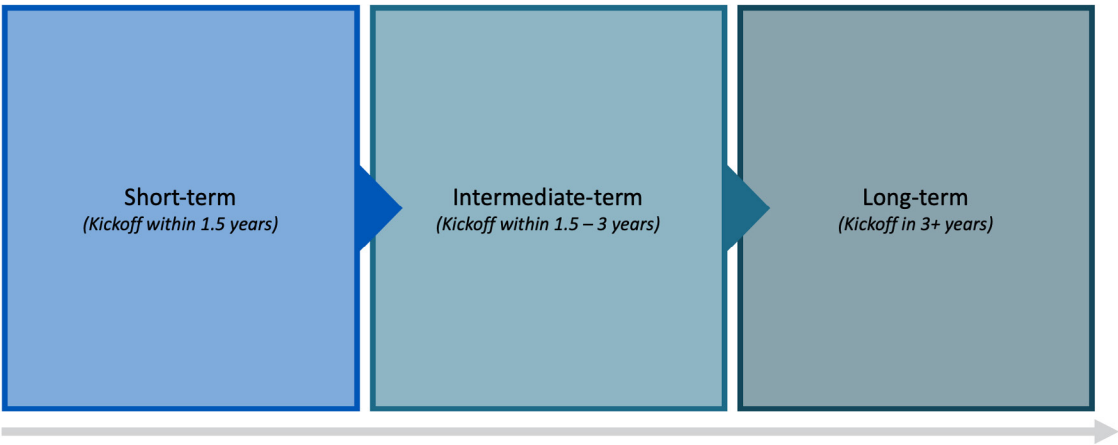 Short-term
(Kickoff within 1.5 years)
Intermediate-term
(Kickoff within 1.5 – 3 years)
Long-term
(Kickoff in 3+ years)